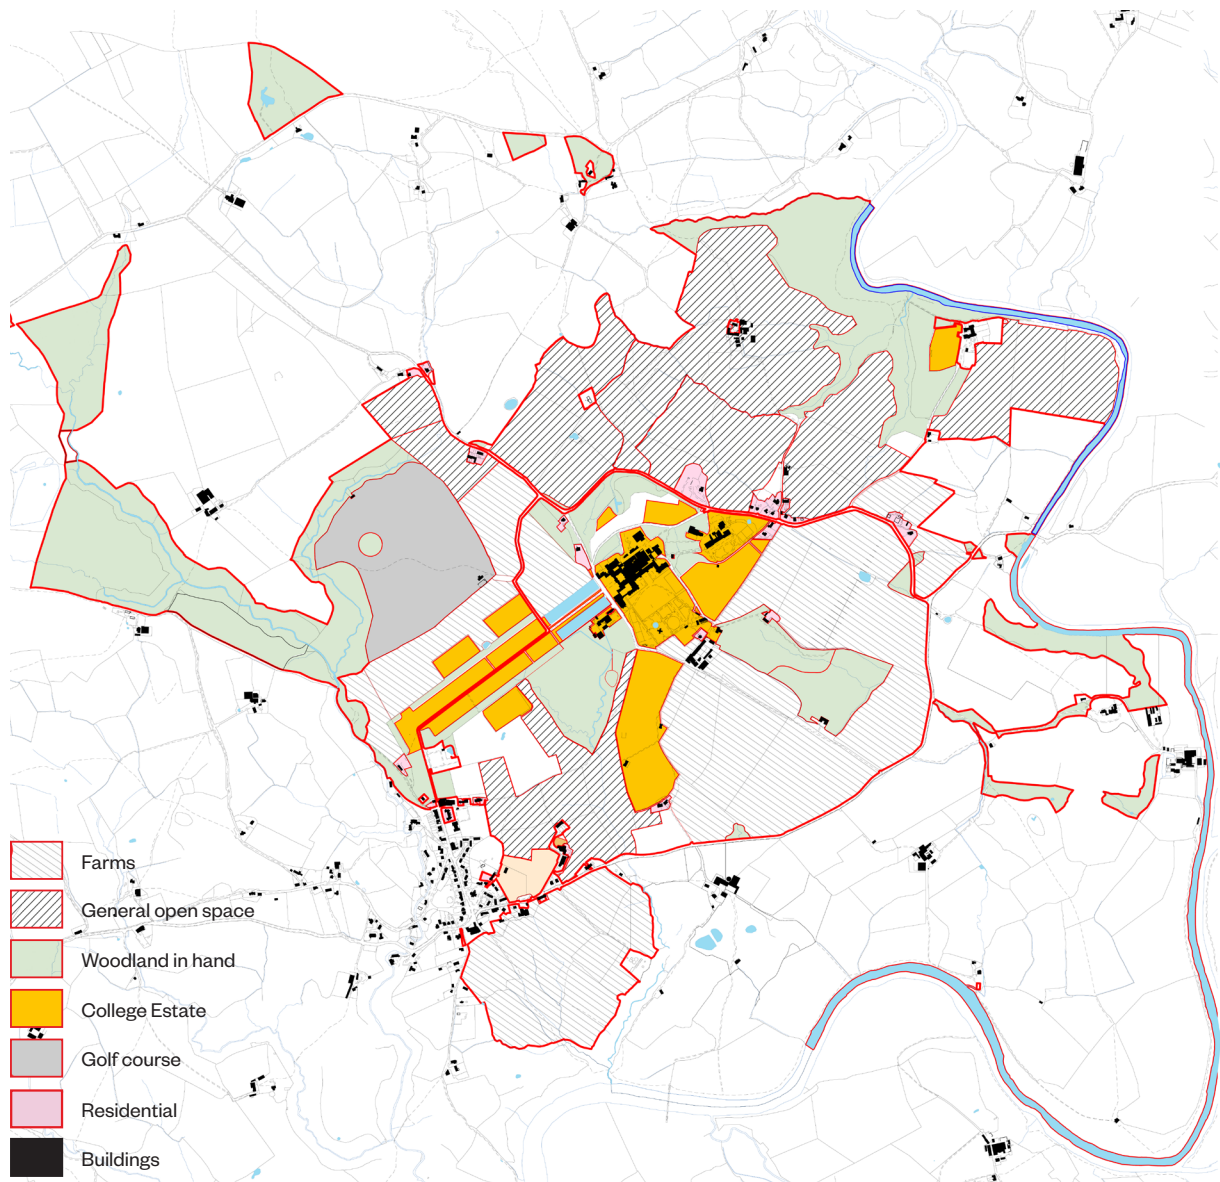 Farms
General open space
Woodland in hand
College Estate
Golf course
Residential
Buildings